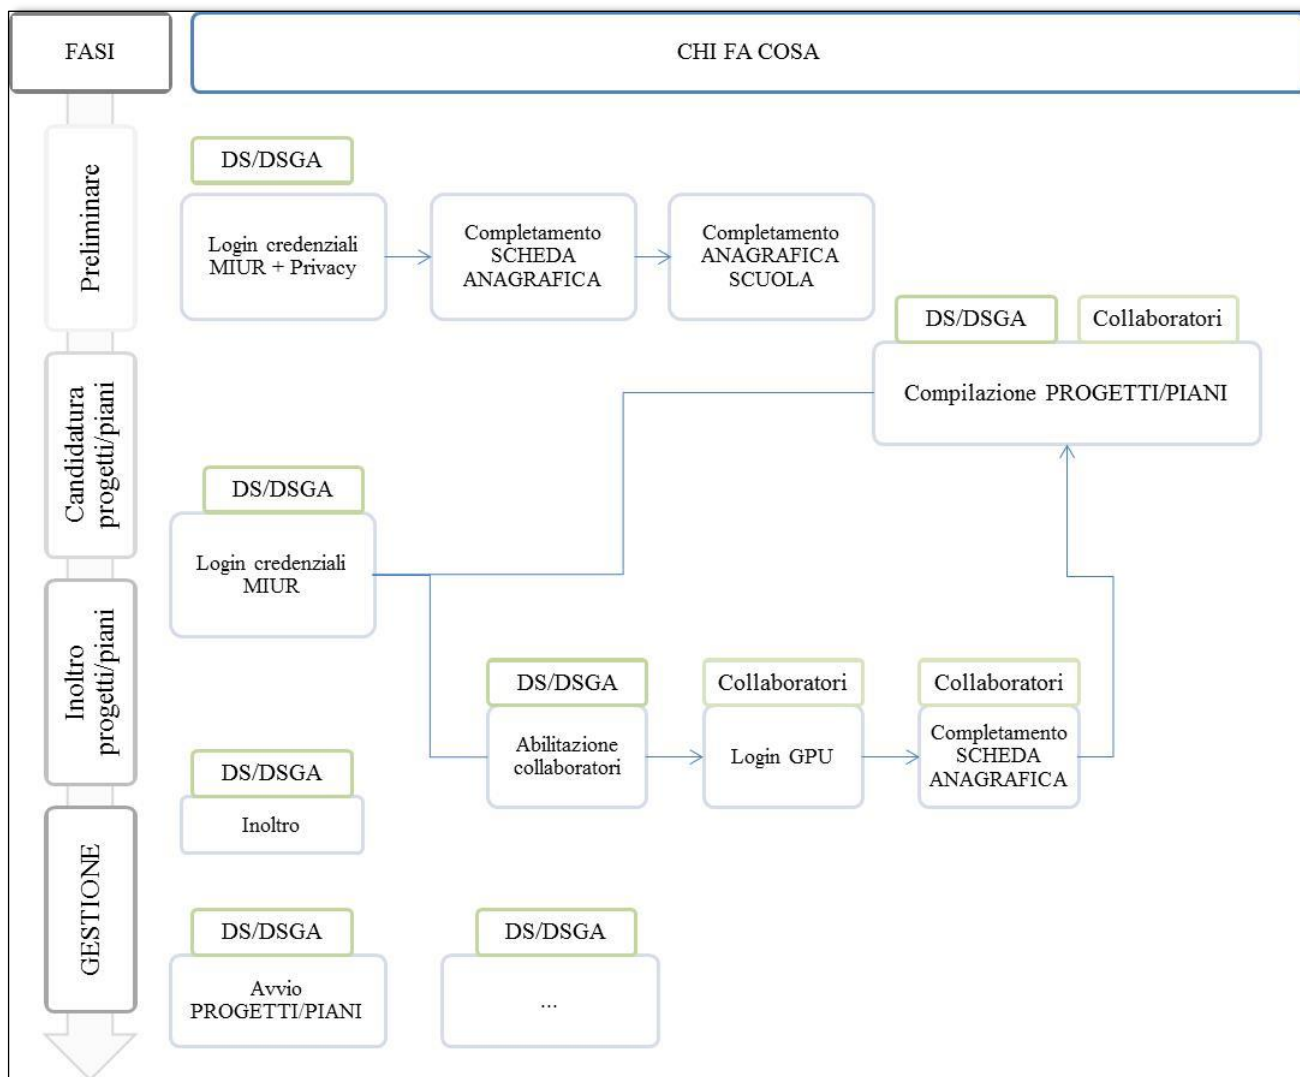 FASI
CHI FA COSA
Preliminare
DS/DSGA
Login credenziali
MIUR + Privacy
Completamento
SCHEDA
ANAGRAFICA
Completamento
ANAGRAFICA
SCUOLA
Candidatura
progetti/piani
DS/DSGA
Collaboratori
Compilazione PROGETTI/PIANI
DS/DSGA
Login credenziali
MIUR
DS/DSGA
Abilitazione
collaboratori
Collaboratori
Login GPU
Collaboratori
Completamento
SCHEDA
ANAGRAFICA
Inoltro
progetti/piani
DS/DSGA
Inoltro
GESTIONE
DS/DSGA
Avvio
PROGETTI/PIANI
DS/DSGA
...